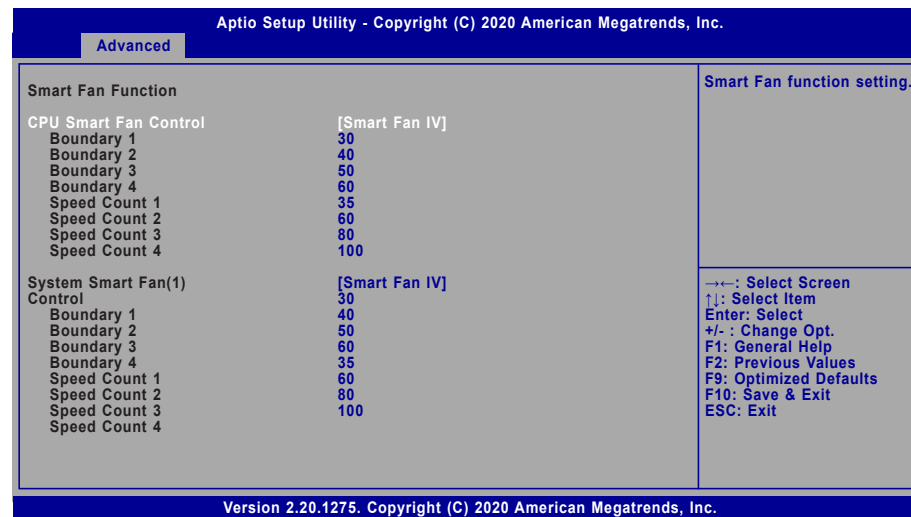 Aptio Setup Utility - Copyright (C) 2020 American Megatrends, Inc.
Advanced
Smart Fan Function
CPU Smart Fan Control [Smart Fan IV]
Boundary 1 30
Boundary 2 40
Boundary 3 50
Boundary 4 60
Speed Count 1 35
Speed Count 2 60
Speed Count 3 80
Speed Count 4 100
System Smart Fan(1) [Smart Fan IV]
Control 30
Boundary 1 40
Boundary 2 50
Boundary 3 60
Boundary 4 35
Speed Count 1 60
Speed Count 2 80
Speed Count 3 100
Speed Count 4
Smart Fan function setting.
→←: Select Screen
↑↓: Select Item
Enter: Select
+/- : Change Opt.
F1: General Help
F2: Previous Values
F9: Optimized Defaults
F10: Save & Exit
ESC: Exit
Version 2.20.1275. Copyright (C) 2020 American Megatrends, Inc.